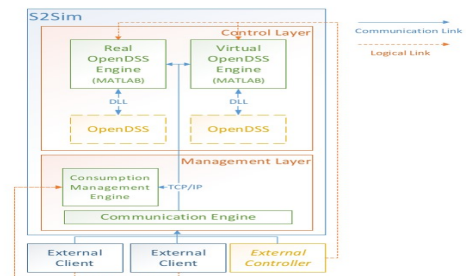 S2Sim
Control Layer
Real
OpenDSS
Engine
(MATLAB)
Virtual
OpenDSS
Engine
(MATLAB)
DLL
DLL
OpenDSS
OpenDSS
Management Layer
Consumption
Management
Engine
TCP/IP
Communication Engine
External
Client
External
Client
External
Controller
Communication Link
Logical Link